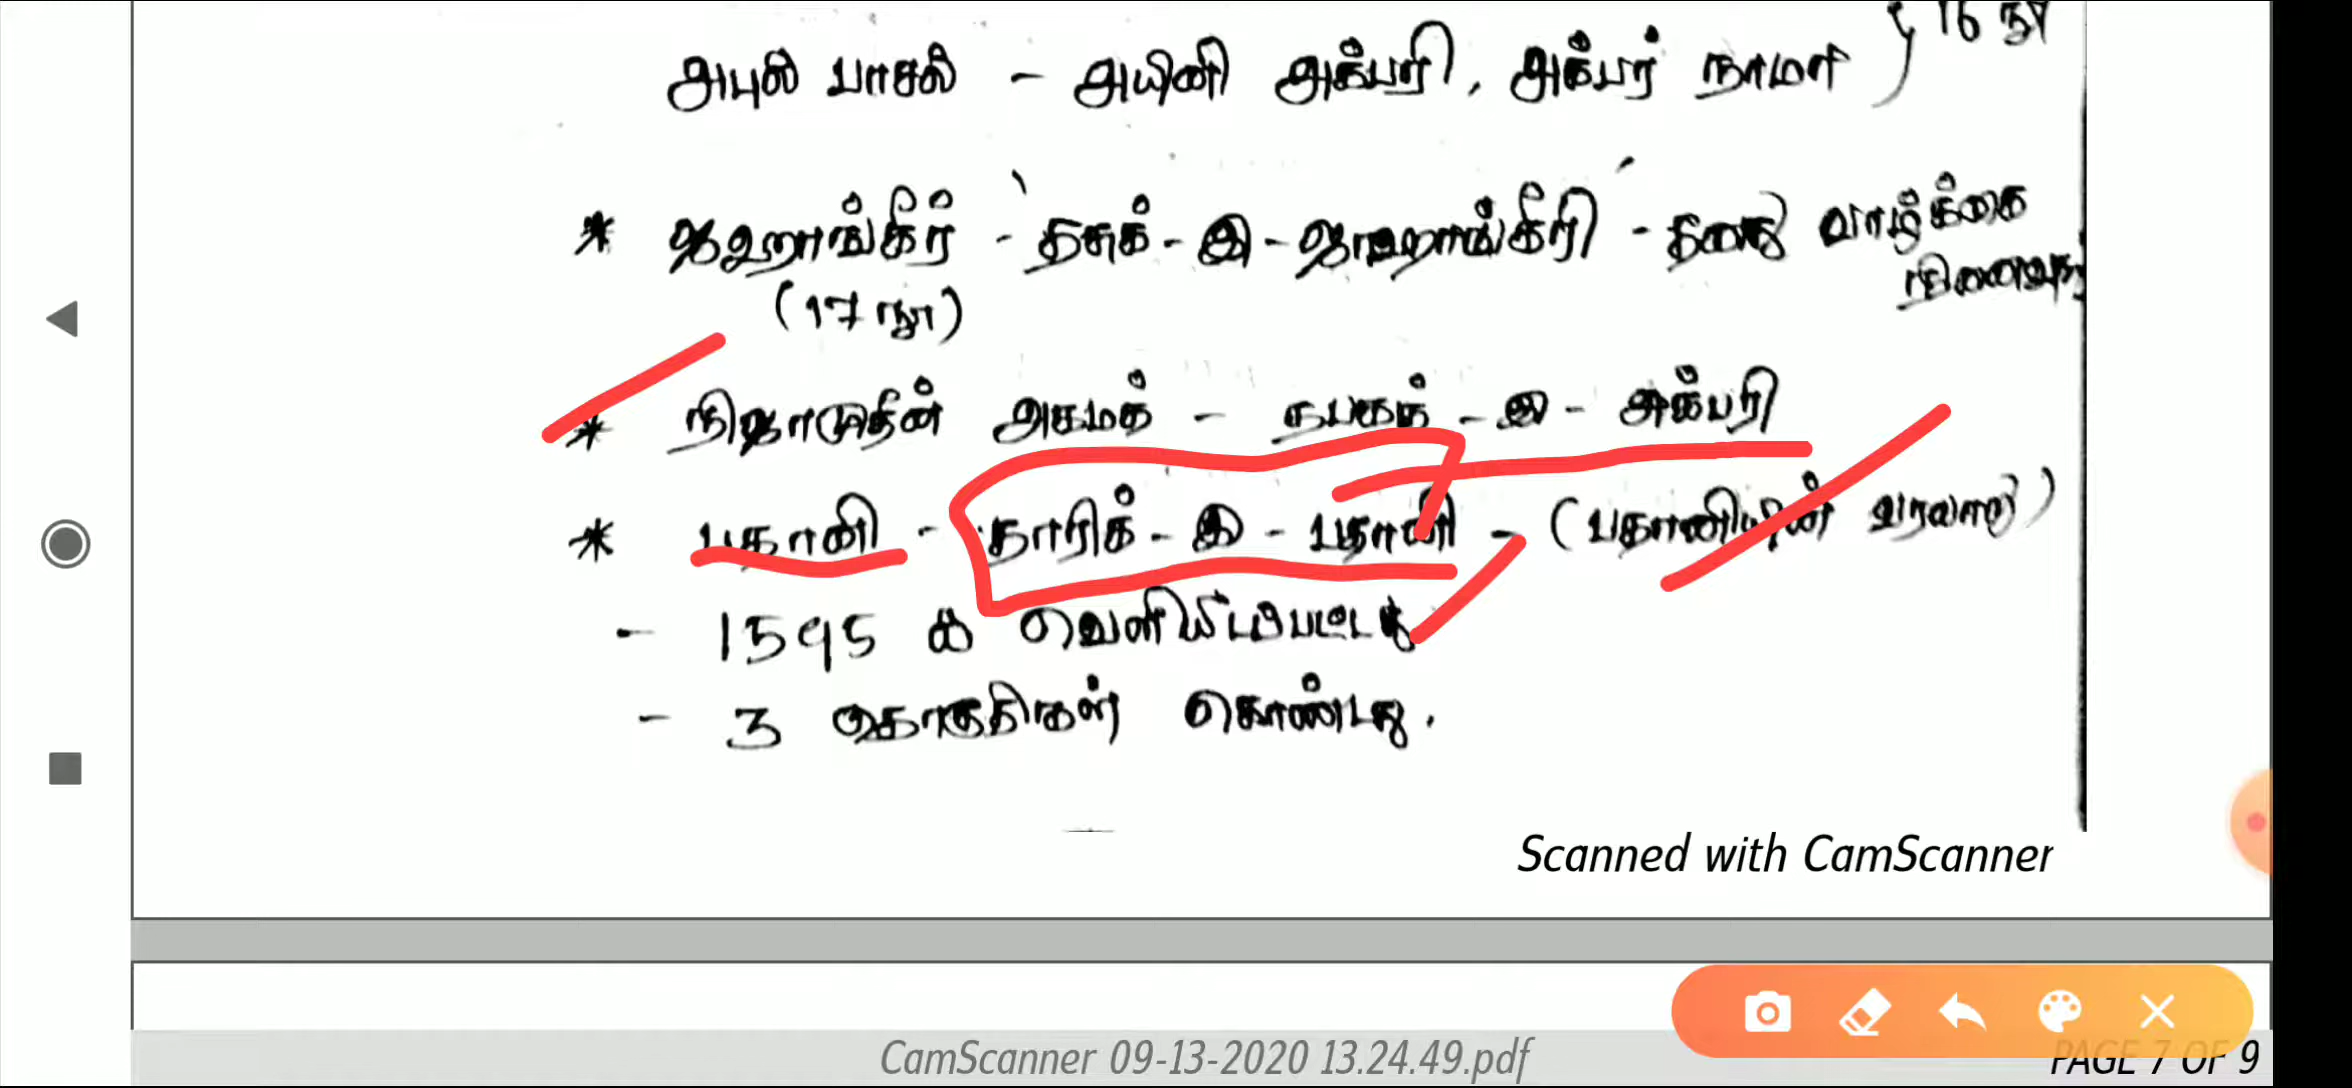 அபுல் பாசல் - அயினி அக்பரி, அக்பர் நாமா } 16 நூ
* ஜஹாங்கீர் - தசுக் - இ - ஜாஹாங்கீரி - தனது வாழ்க்கை
(17 நூ)
* நிஜாமுதீன் அகமத் - தபகத் - இ - அக்பரி
* பதானி - தாரிக் - இ - பதானி - (பதானியின் வரலாறு)
- 1595 ல் வெளியிடப்பட்டது
- 3 தொகுதிகள் கொண்டது.
Scanned with CamScanner
CamScanner 09-13-2020 13.24.49.pdf
PAGE 7 OF 9